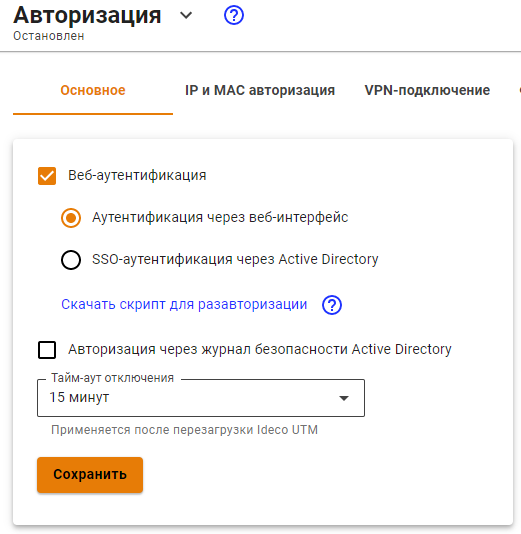 Авторизация
Остановлен
Основное IP и MAC авторизация VPN-подключение
Веб-аутентификация
Аутентификация через веб-интерфейс
SSO-аутентификация через Active Directory
Скачать скрипт для разавторизации
Авторизация через журнал безопасности Active Directory
Тайм-аут отключения
15 минут
Применяется после перезагрузки Ideco UTM
Сохранить